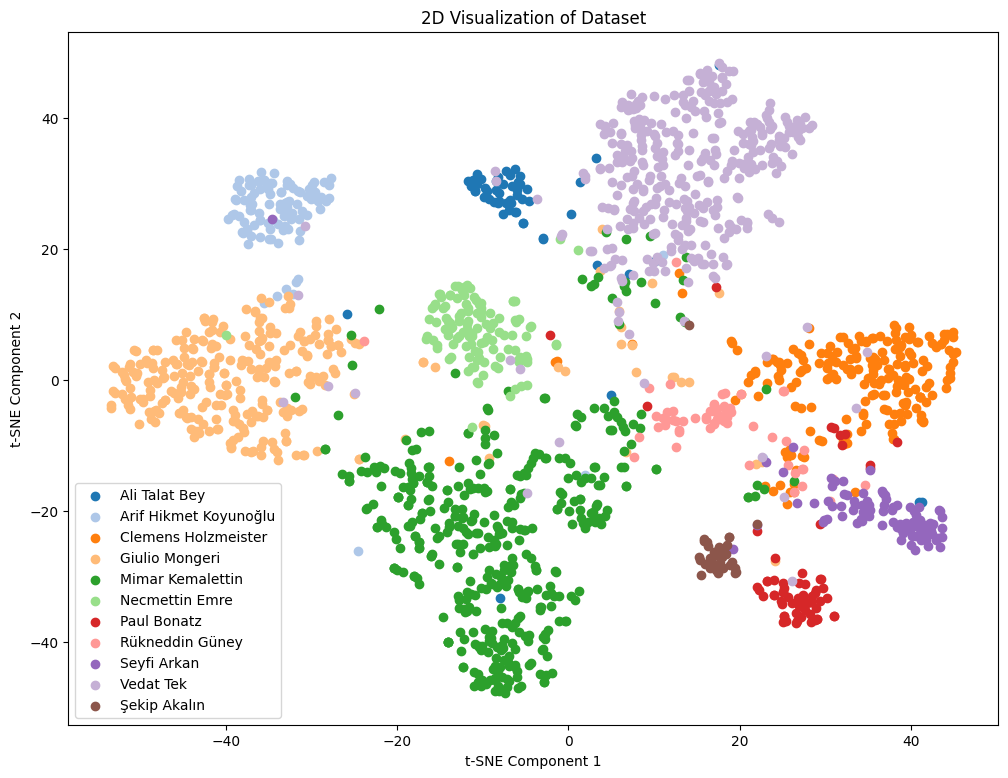 2D Visualization of Dataset
t-SNE Component 2
40
20
0
−20
−40
Ali Talat Bey
Arif Hikmet Koyunoğlu
Clemens Holzmeister
Giulio Mongeri
Mimar Kemalettin
Necmettin Emre
Paul Bonatz
Rükneddin Güney
Seyfi Arkan
Vedat Tek
Şekip Akalın
−40 −20 0 20 40
t-SNE Component 1